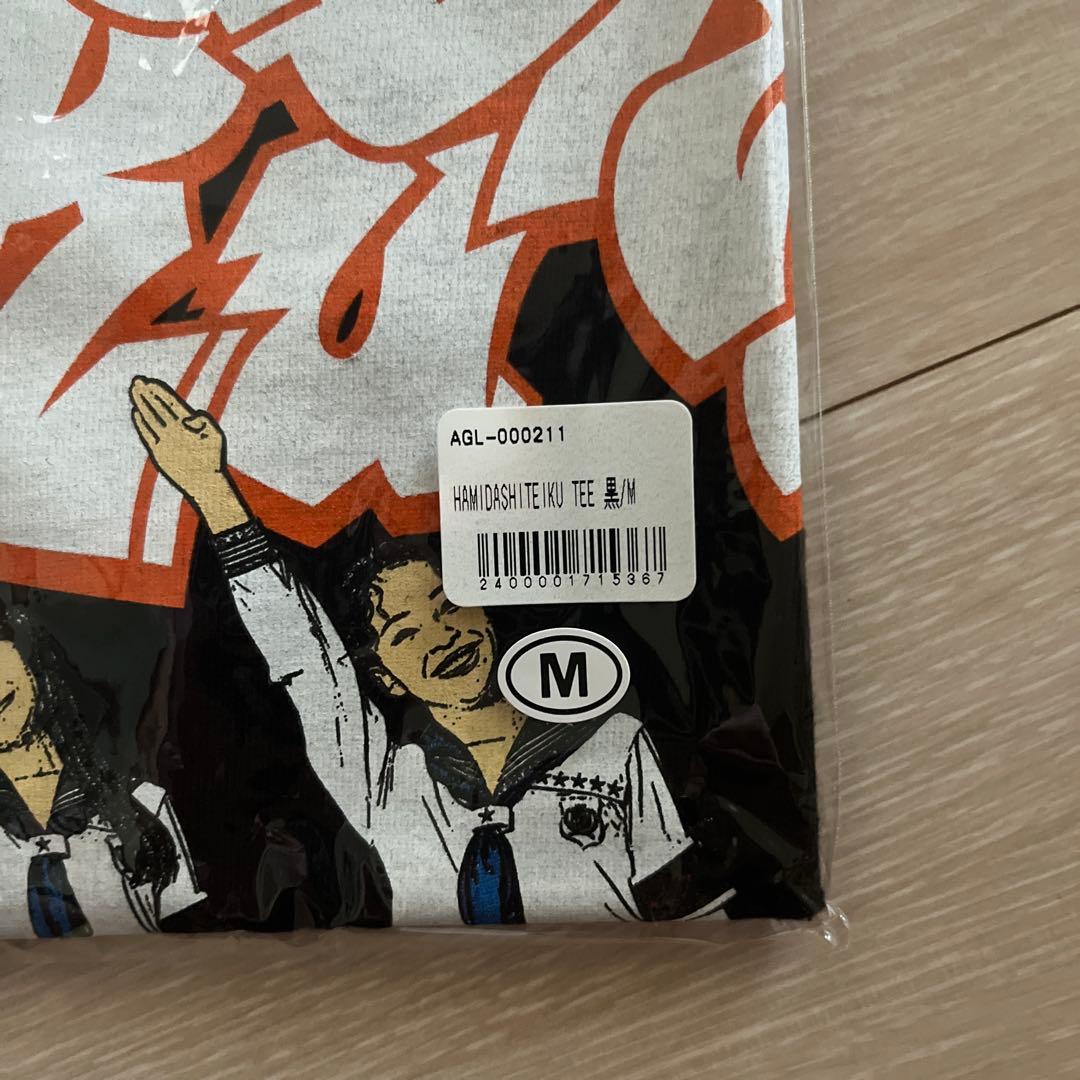 AGL-000211
HAMIDASHITEIKU TEE 黒/M
2400001715367
M